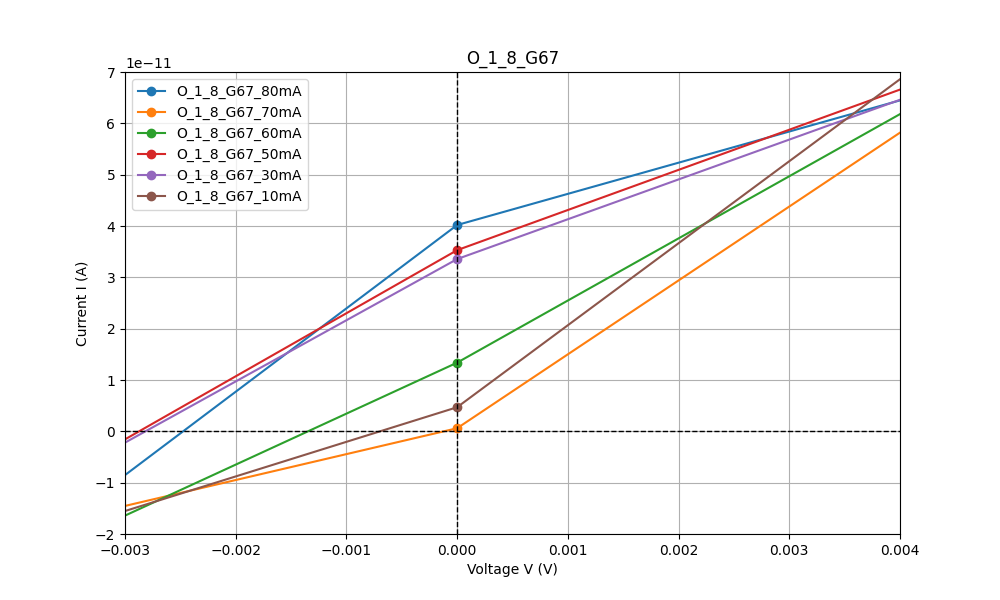 O_1_8_G67
1e−11
O_1_8_G67_80mA
O_1_8_G67_70mA
O_1_8_G67_60mA
O_1_8_G67_50mA
O_1_8_G67_30mA
O_1_8_G67_10mA
7
6
5
4
3
2
1
0
−1
−2
Current I (A)
−0.003 −0.002 −0.001 0.000 0.001 0.002 0.003 0.004
Voltage V (V)